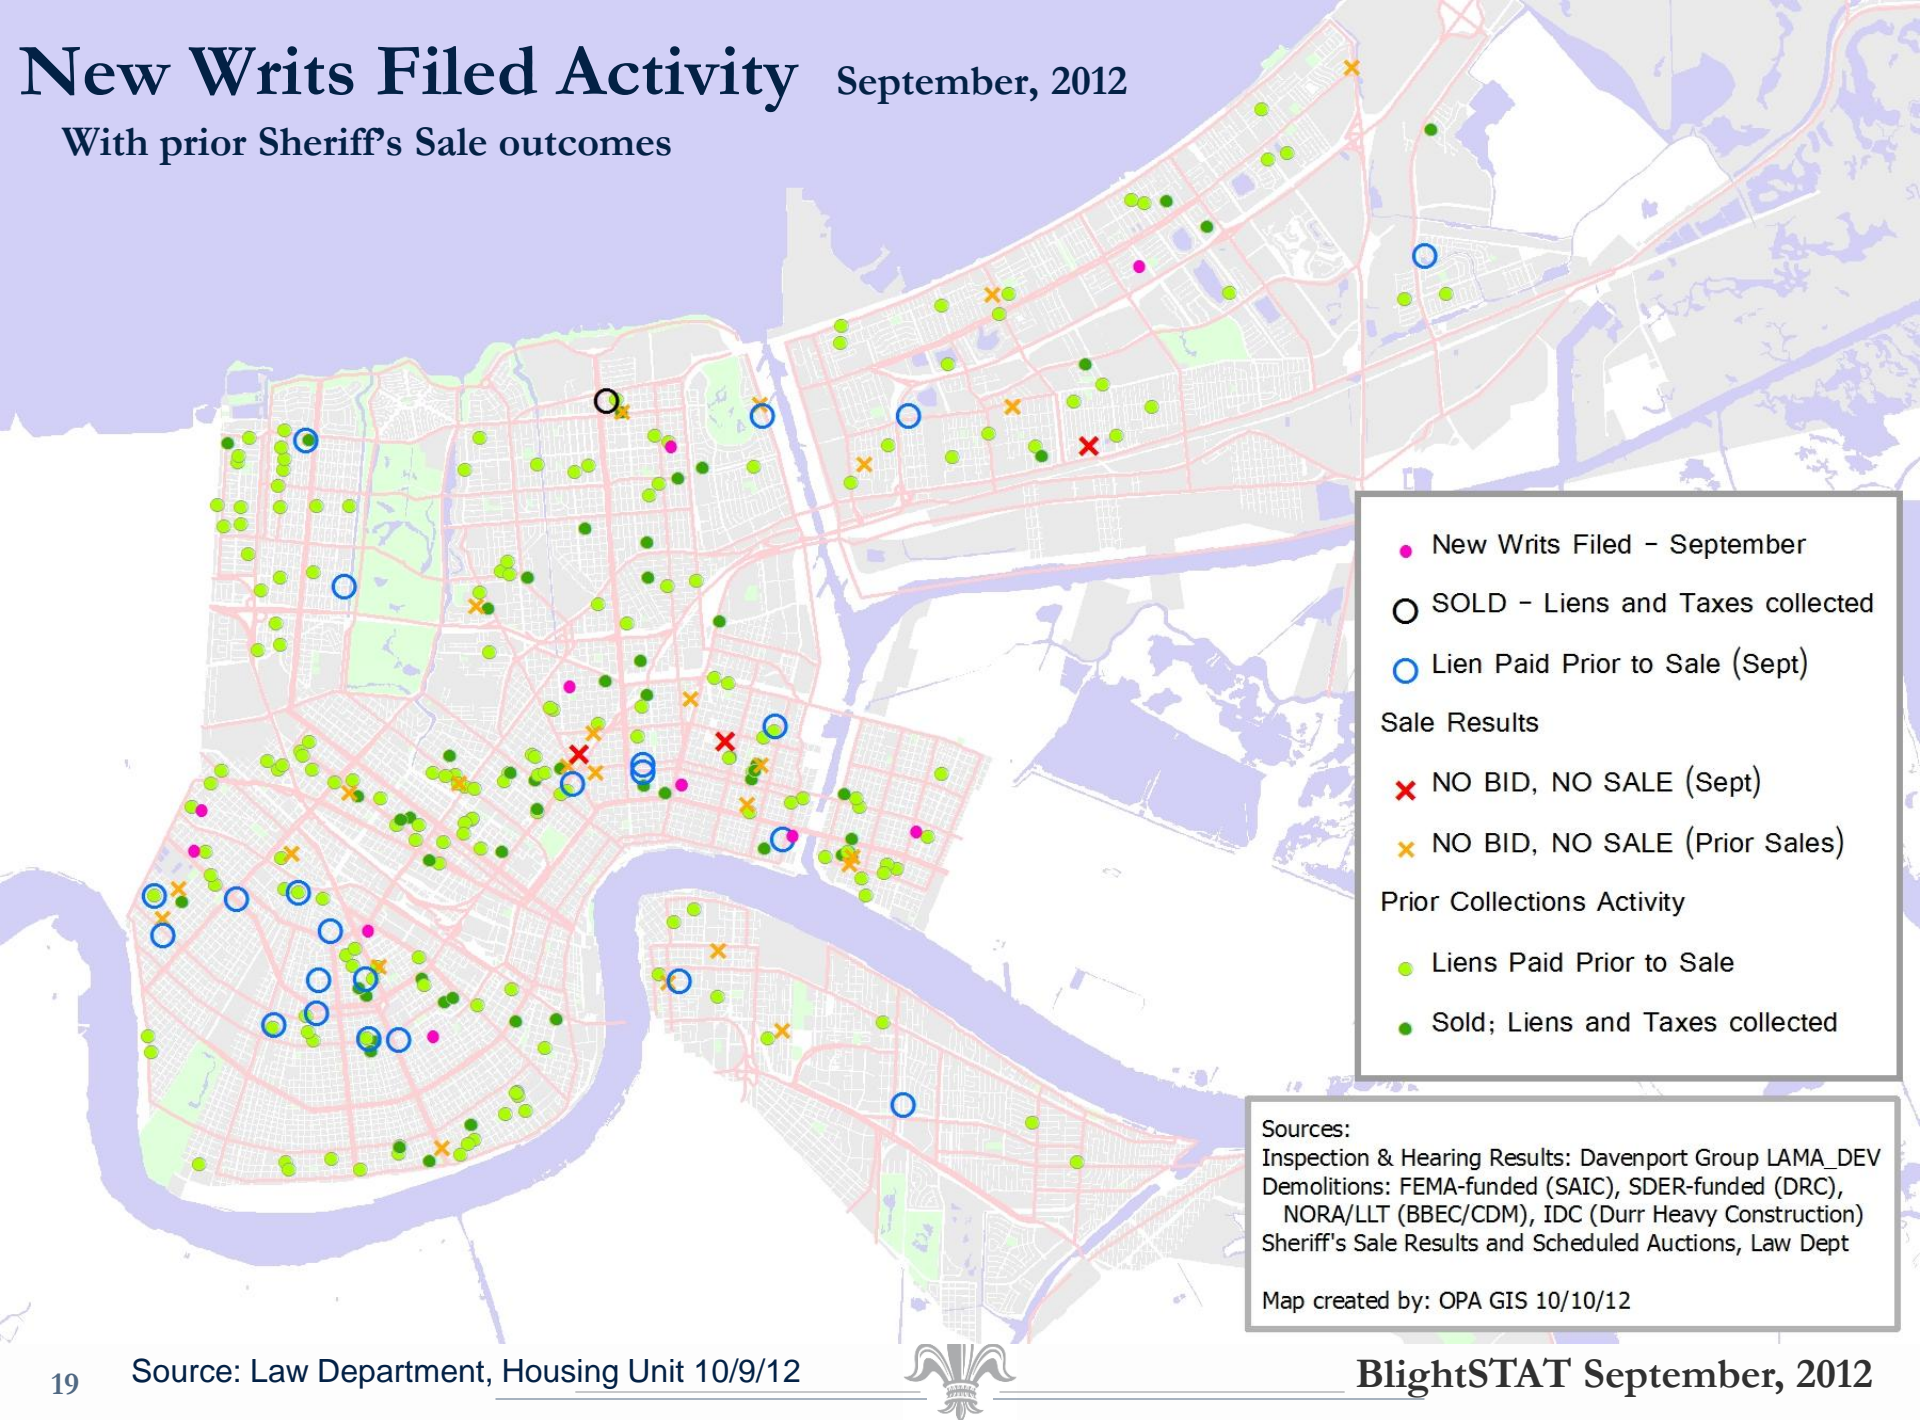 New Writs Filed Activity September, 2012
With prior Sheriff's Sale outcomes
New Writs Filed - September
SOLD - Liens and Taxes collected
Lien Paid Prior to Sale (Sept)
Sale Results
NO BID, NO SALE (Sept)
NO BID, NO SALE (Prior Sales)
Prior Collections Activity
Liens Paid Prior to Sale
Sold; Liens and Taxes collected
Sources:
Inspection & Hearing Results: Davenport Group LAMA_DEV
Demolitions: FEMA-funded (SAIC), SDER-funded (DRC),
NORA/LLT (BBEC/CDM), IDC (Durr Heavy Construction)
Sheriff's Sale Results and Scheduled Auctions, Law Dept
Map created by: OPA GIS 10/10/12
19
Source: Law Department, Housing Unit 10/9/12
BlightSTAT September, 2012